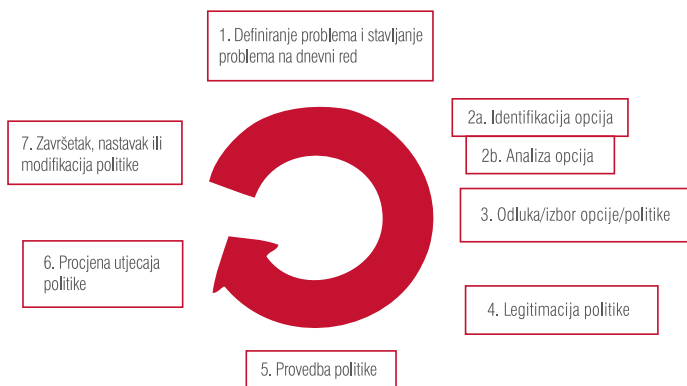 1. Definiranje problema i stavljanje
problema na dnevni red
2a. Identifikacija opcija
2b. Analiza opcija
3. Odluka/izbor opcije/politike
4. Legitimacija politike
5. Provedba politike
6. Procjena utjecaja
politike
7. Završetak, nastavak ili
modifikacija politike